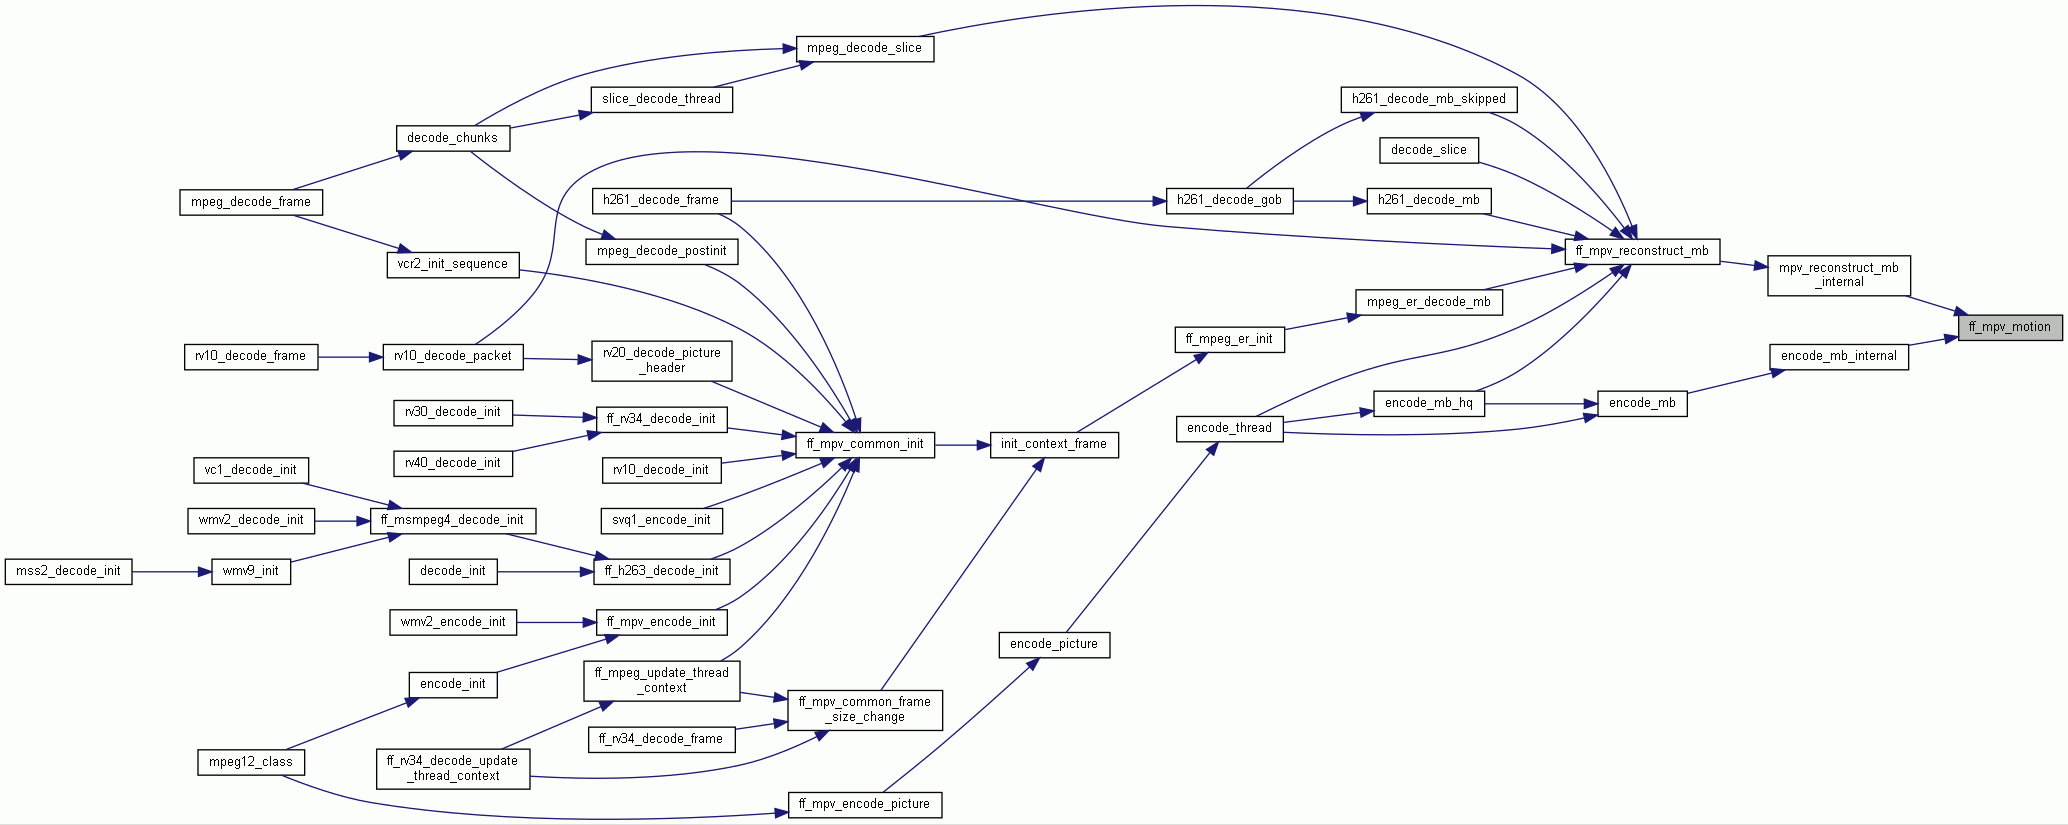 mpeg_decode_slice
slice_decode_thread
h261_decode_mb_skipped
decode_chunks
decode_slice
mpeg_decode_frame
h261_decode_frame
h261_decode_gob
h261_decode_mb
mpeg_decode_postinit
ff_mpv_reconstruct_mb
vcr2_init_sequence
mpv_reconstruct_mb
_internal
mpeg_er_decode_mb
ff_mpv_motion
ff_mpeg_er_init
rv10_decode_frame
rv10_decode_packet
rv20_decode_picture
_header
encode_mb_internal
rv30_decode_init
ff_rv34_decode_init
encode_mb_hq
encode_mb
encode_thread
ff_mpv_common_init
init_context_frame
rv40_decode_init
rv10_decode_init
vc1_decode_init
wmv2_decode_init
ff_msmpeg4_decode_init
svq1_encode_init
mss2_decode_init
wmv9_init
decode_init
ff_h263_decode_init
wmv2_encode_init
ff_mpv_encode_init
encode_picture
encode_init
ff_mpeg_update_thread
_context
ff_mpv_common_frame
_size_change
ff_rv34_decode_frame
mpeg12_class
ff_rv34_decode_update
_thread_context
ff_mpv_encode_picture